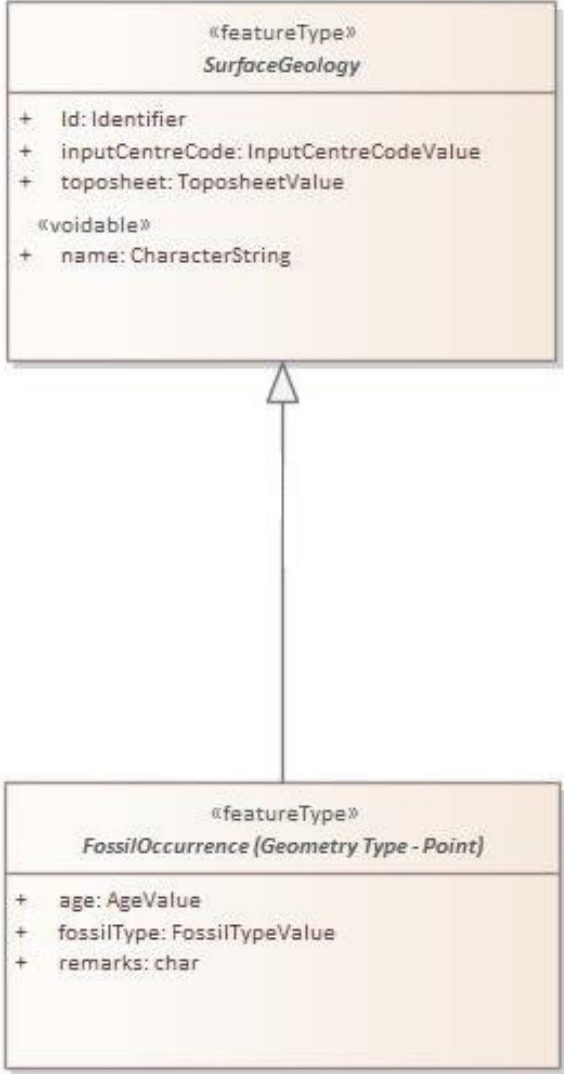 «featureType»
SurfaceGeology
+ Id: Identifier
+ inputCentreCode: InputCentreCodeValue
+ toposheet: ToposheetValue
«voidable»
+ name: CharacterString
«featureType»
FossilOccurrence (Geometry Type - Point)
+ age: AgeValue
+ fossilType: FossilTypeValue
+ remarks: char